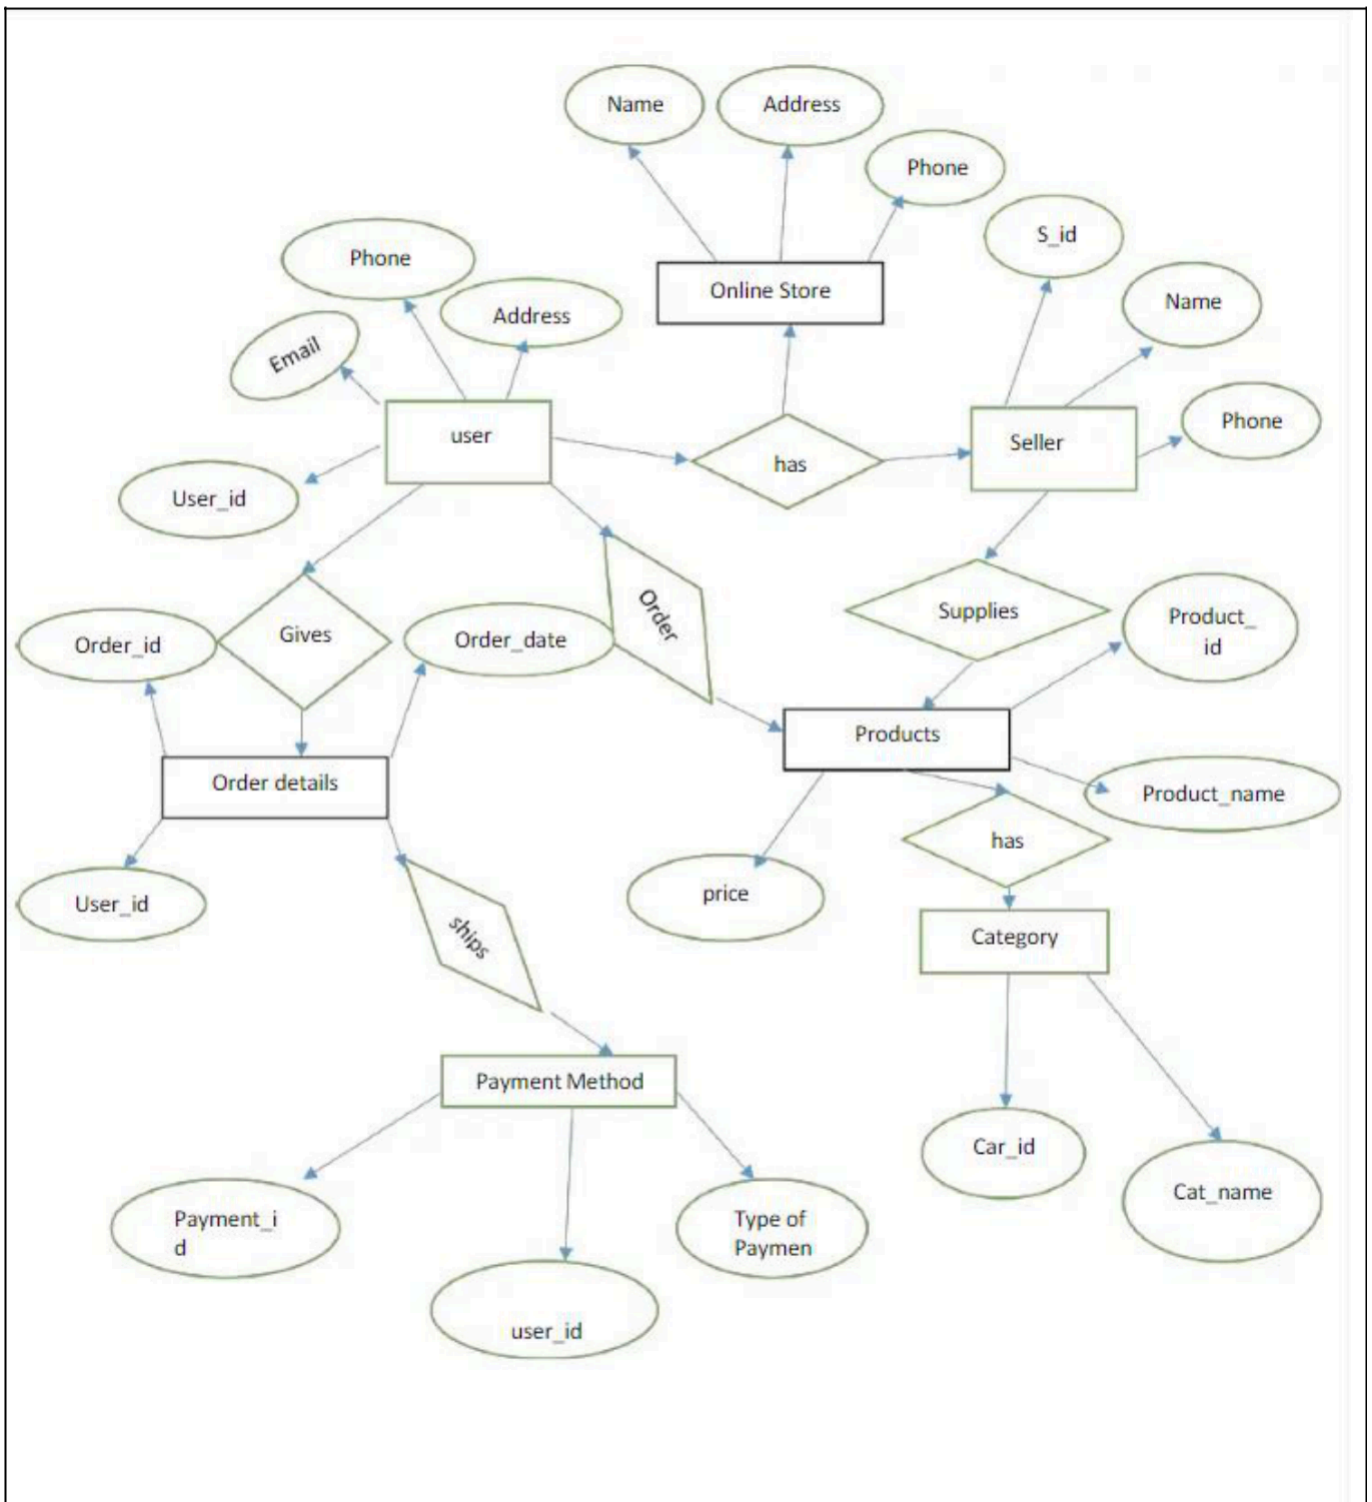 Name
Address
Phone
S_id
Phone
Online Store
Name
Address
Email
Phone
user
Seller
has
User_id
Order
Supplies
Product_
id
Gives
Order_id
Order_date
Products
Order details
Product_name
has
price
User_id
ships
Category
Payment Method
Car_id
Cat_name
Payment_i
d
Type of
Paymen
user_id